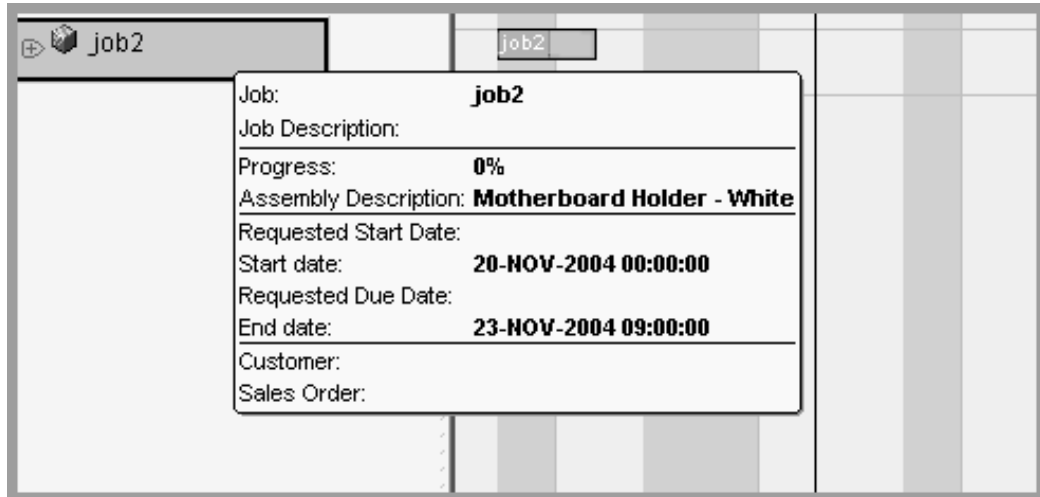 job2
job2
Job: job2
Job Description:
Progress: 0%
Assembly Description: Motherboard Holder - White
Requested Start Date:
Start date: 20-NOV-2004 00:00:00
Requested Due Date:
End date: 23-NOV-2004 09:00:00
Customer:
Sales Order: